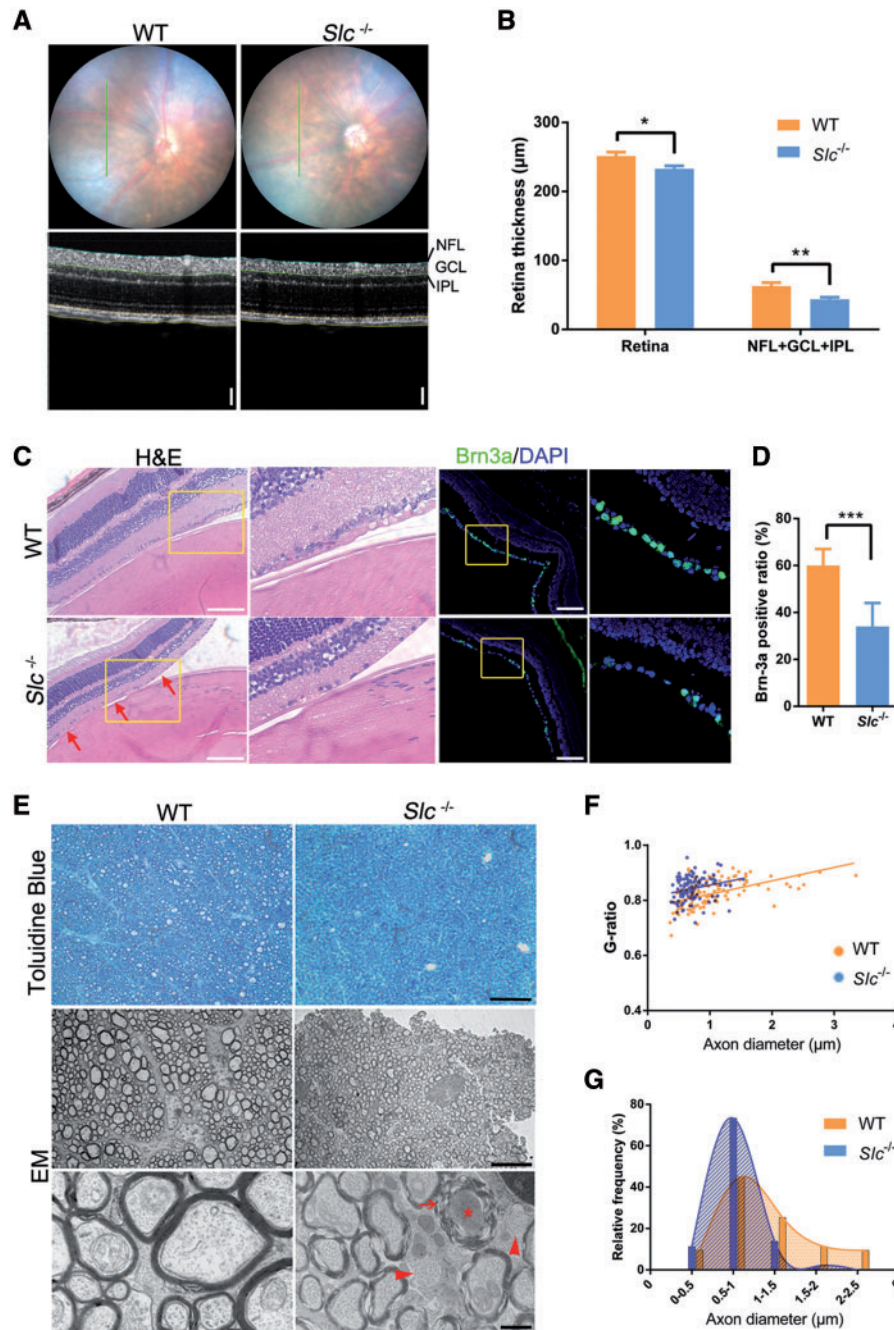 A
WT
Slc -/-
NFL
GCL
IPL
B
Retina thickness (µm)
300
200
100
0
*
**
WT
Slc-/-
Retina
NFL+GCL+IPL
C
H&E
Brn3a/DAPI
WT
Slc -/-
D
Brn-3a positive ratio (%)
80
60
40
20
0
***
WT
Slc-/-
E
WT
Slc -/-
Toluidine Blue
EM
*
F
G-ratio
1.0
0.8
0.6
0.4
0
1
2
3
4
WT
Slc-/-
Axon diameter (µm)
G
Relative frequency (%)
80
60
40
20
0
WT
Slc-/-
0
0-0.5
0.5-1
1-1.5
1.5-2
2-2.5
Axon diameter (µm)